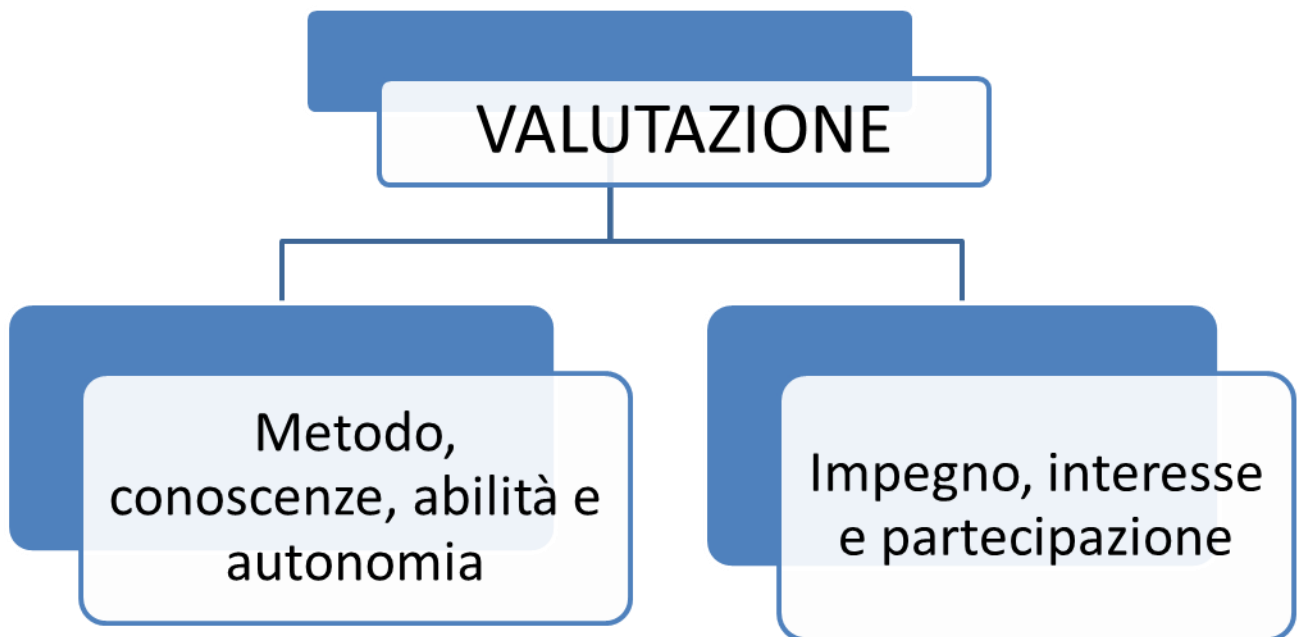 VALUTAZIONE
Metodo,
conoscenze, abilità e
autonomia
Impegno, interesse
e partecipazione